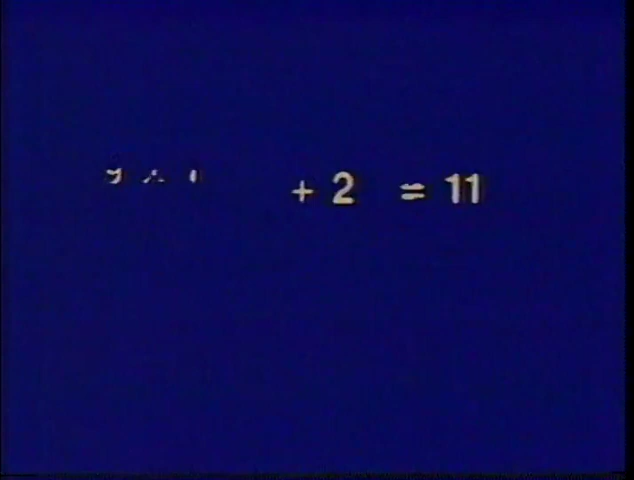 + 2 = 11